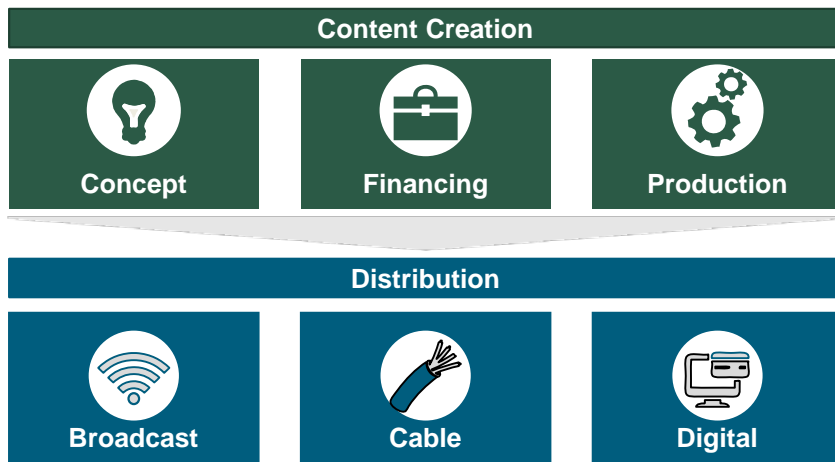 Content Creation
Concept
Financing
Production
Distribution
Broadcast
Cable
Digital